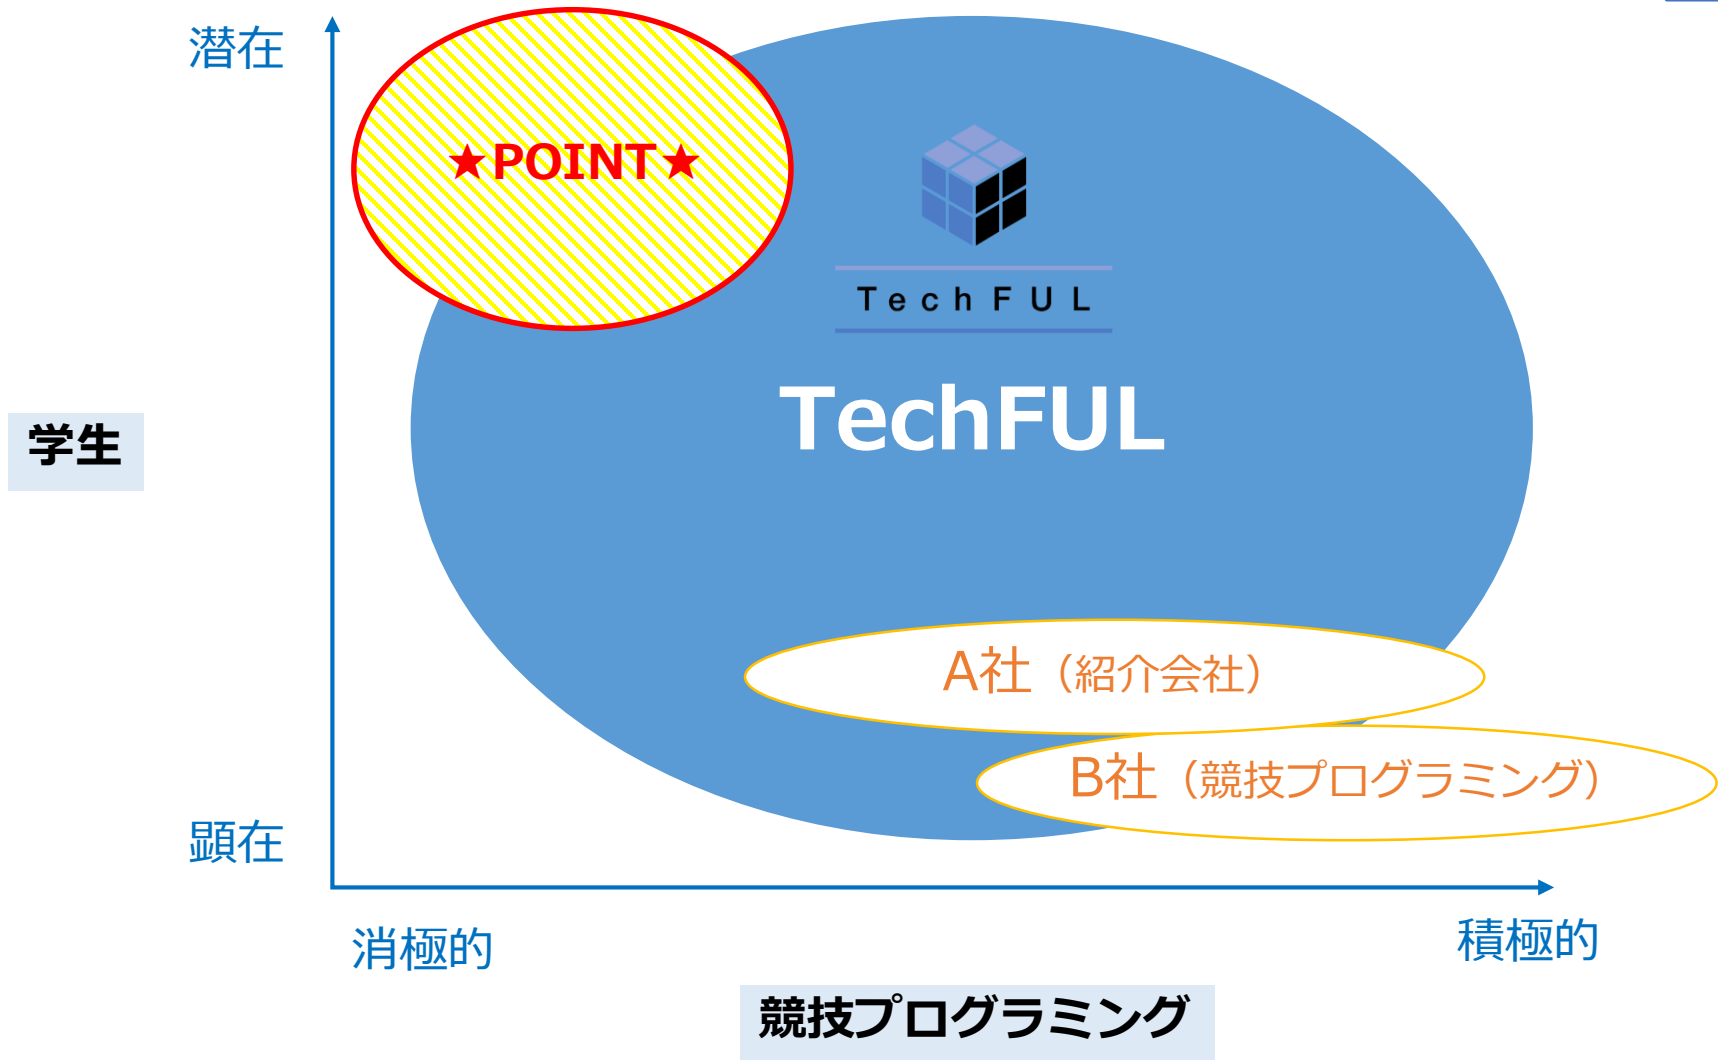 潜在
★POINT★
TechFUL
TechFUL
学生
A社（紹介会社）
B社（競技プログラミング）
顕在
消極的
積極的
競技プログラミング